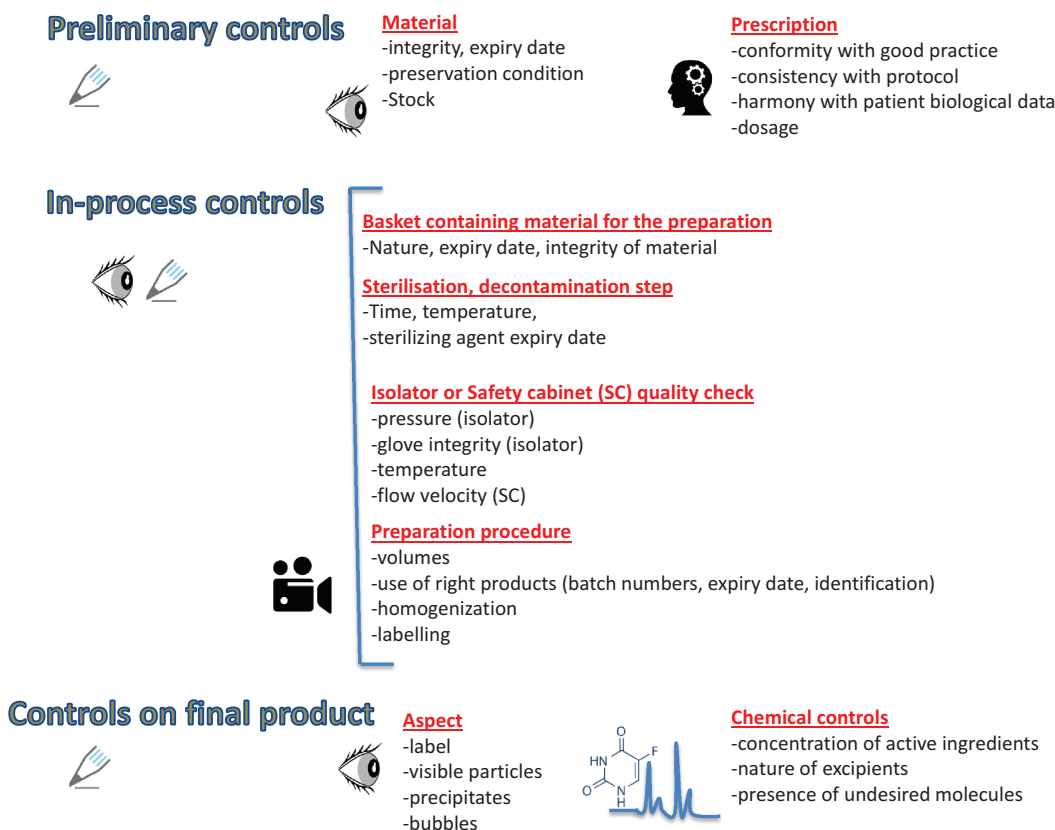 Preliminary controls
Material
-integrity, expiry date
-preservation condition
-Stock
Prescription
-conformity with good practice
-consistency with protocol
-harmony with patient biological data
-dosage
In-process controls
Basket containing material for the preparation
-Nature, expiry date, integrity of material
Sterilisation, decontamination step
-Time, temperature,
-sterilizing agent expiry date
Isolator or Safety cabinet (SC) quality check
-pressure (isolator)
-glove integrity (isolator)
-temperature
-flow velocity (SC)
Preparation procedure
-volumes
-use of right products (batch numbers, expiry date, identification)
-homogenization
-labelling
Controls on final product
Aspect
-label
-visible particles
-precipitates
-bubbles
O
F
HN
O
N
H
Chemical controls
-concentration of active ingredients
-nature of excipients
-presence of undesired molecules